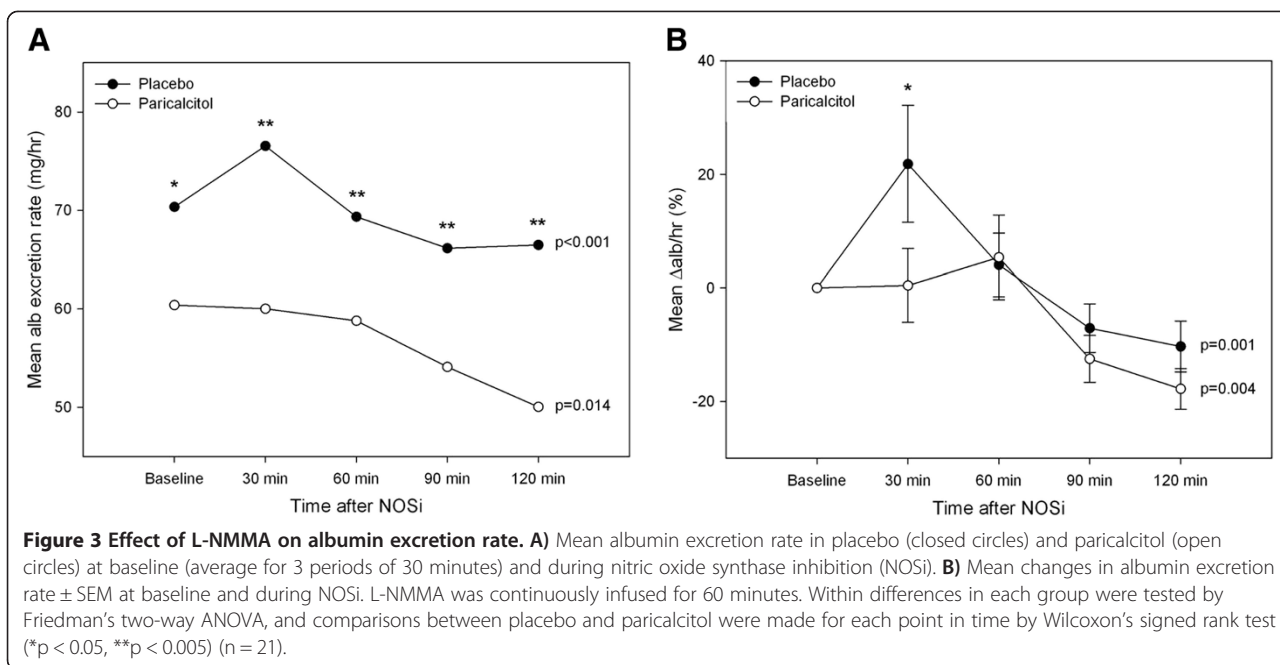 A
Placebo
Paricalcitol
Mean alb excretion rate (mg/hr)
80
70
60
50
*
**
**
**
**
p<0.001
p=0.014
Baseline
30 min
60 min
90 min
120 min
Time after NOSi
B
Placebo
Paricalcitol
Mean Δalb/hr (%)
40
20
0
-20
*
p=0.001
p=0.004
Baseline
30 min
60 min
90 min
120 min
Time after NOSi
Figure 3 Effect of L-NMMA on albumin excretion rate. A) Mean albumin excretion rate in placebo (closed circles) and paricalcitol (open
circles) at baseline (average for 3 periods of 30 minutes) and during nitric oxide synthase inhibition (NOSi). B) Mean changes in albumin excretion
rate ± SEM at baseline and during NOSi. L-NMMA was continuously infused for 60 minutes. Within differences in each group were tested by
Friedman's two-way ANOVA, and comparisons between placebo and paricalcitol were made for each point in time by Wilcoxon's signed rank test
(*p < 0.05, **p < 0.005) (n = 21).